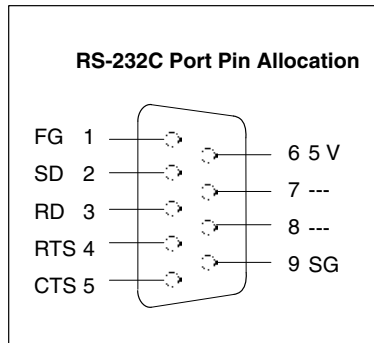 RS-232C Port Pin Allocation
FG 1
SD 2
RD 3
RTS 4
CTS 5
6 5 V
7 ---
8 ---
9 SG